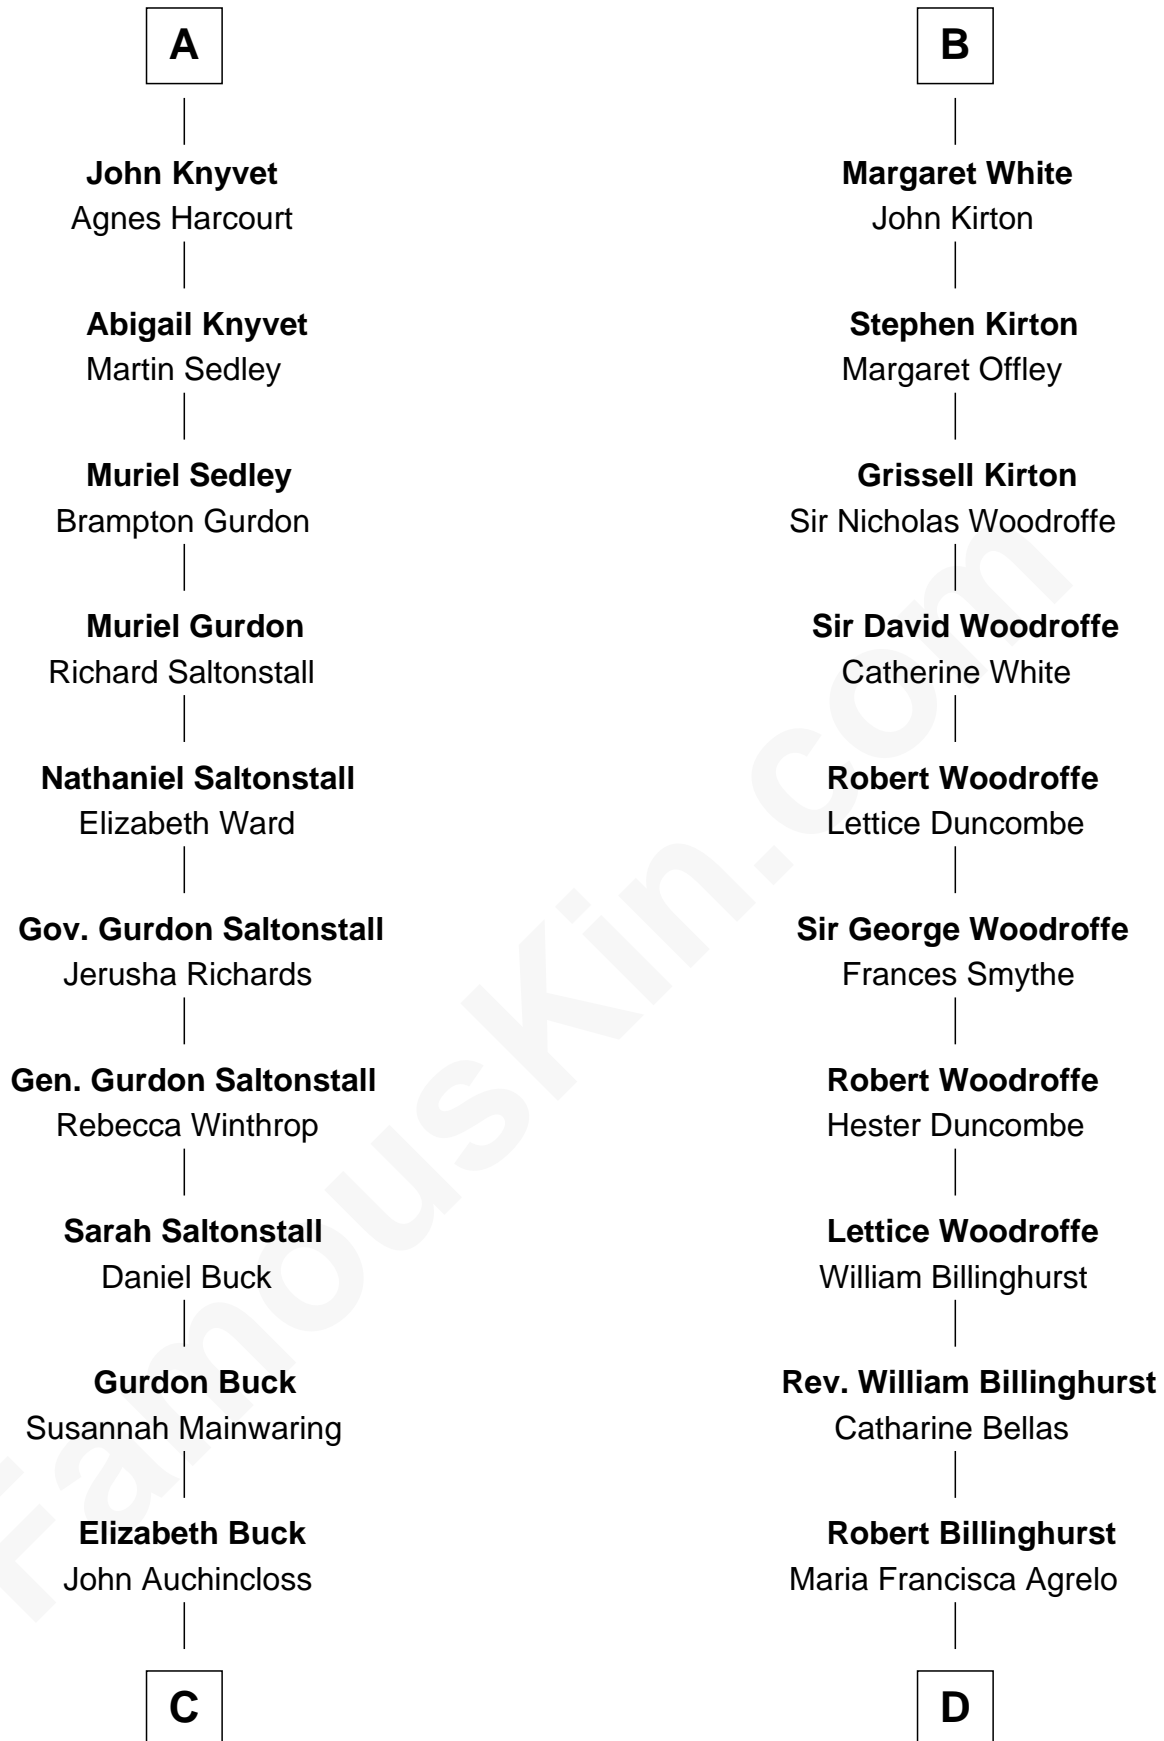 A
John Knyvet
Agnes Harcourt
Abigail Knyvet
Martin Sedley
Muriel Sedley
Brampton Gurdon
Muriel Gurdon
Richard Saltonstall
Nathaniel Saltonstall
Elizabeth Ward
Gov. Gurdon Saltonstall
Jerusha Richards
Gen. Gurdon Saltonstall
Rebecca Winthrop
Sarah Saltonstall
Daniel Buck
Gurdon Buck
Susannah Mainwaring
Elizabeth Buck
John Auchincloss
C
B
Margaret White
John Kirton
Stephen Kirton
Margaret Offley
Grissell Kirton
Sir Nicholas Woodroffe
Sir David Woodroffe
Catherine White
Robert Woodroffe
Lettice Duncombe
Sir George Woodroffe
Frances Smythe
Robert Woodroffe
Hester Duncombe
Lettice Woodroffe
William Billinghurst
Rev. William Billinghurst
Catharine Bellas
Robert Billinghurst
Maria Francisca Agrelo
D
FamousKin.com